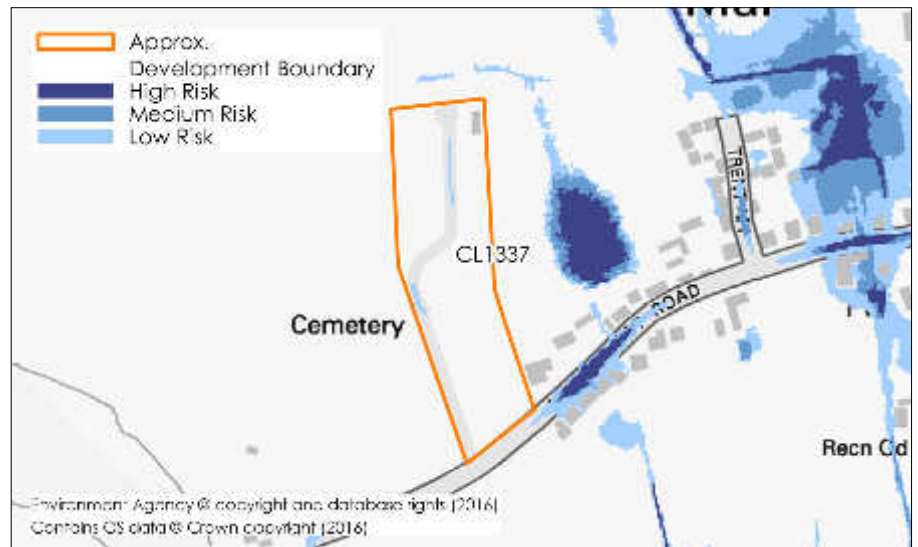 Approx.
Development Boundary
High Risk
Medium Risk
Low Risk
CL1337
Cemetery
ROAD
Recn Gd
Environment Agency © copyright and database rights (2016)
Contains OS data © Crown copyright (2016)